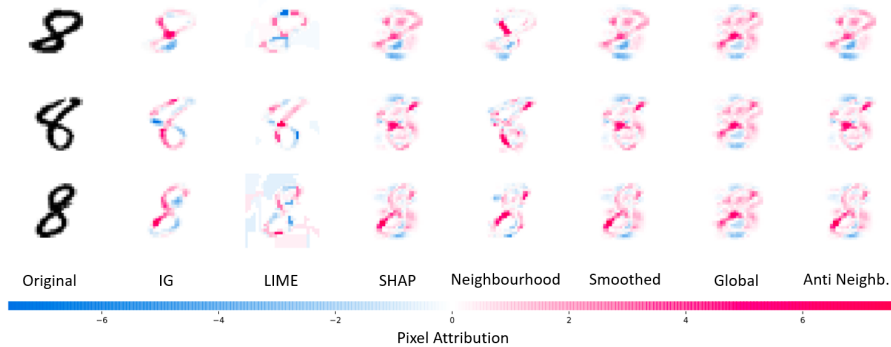 Original IG LIME SHAP Neighbourhood Smoothed Global Anti Neighb.
−6 −4 −2 0 2 4 6
Pixel Attribution